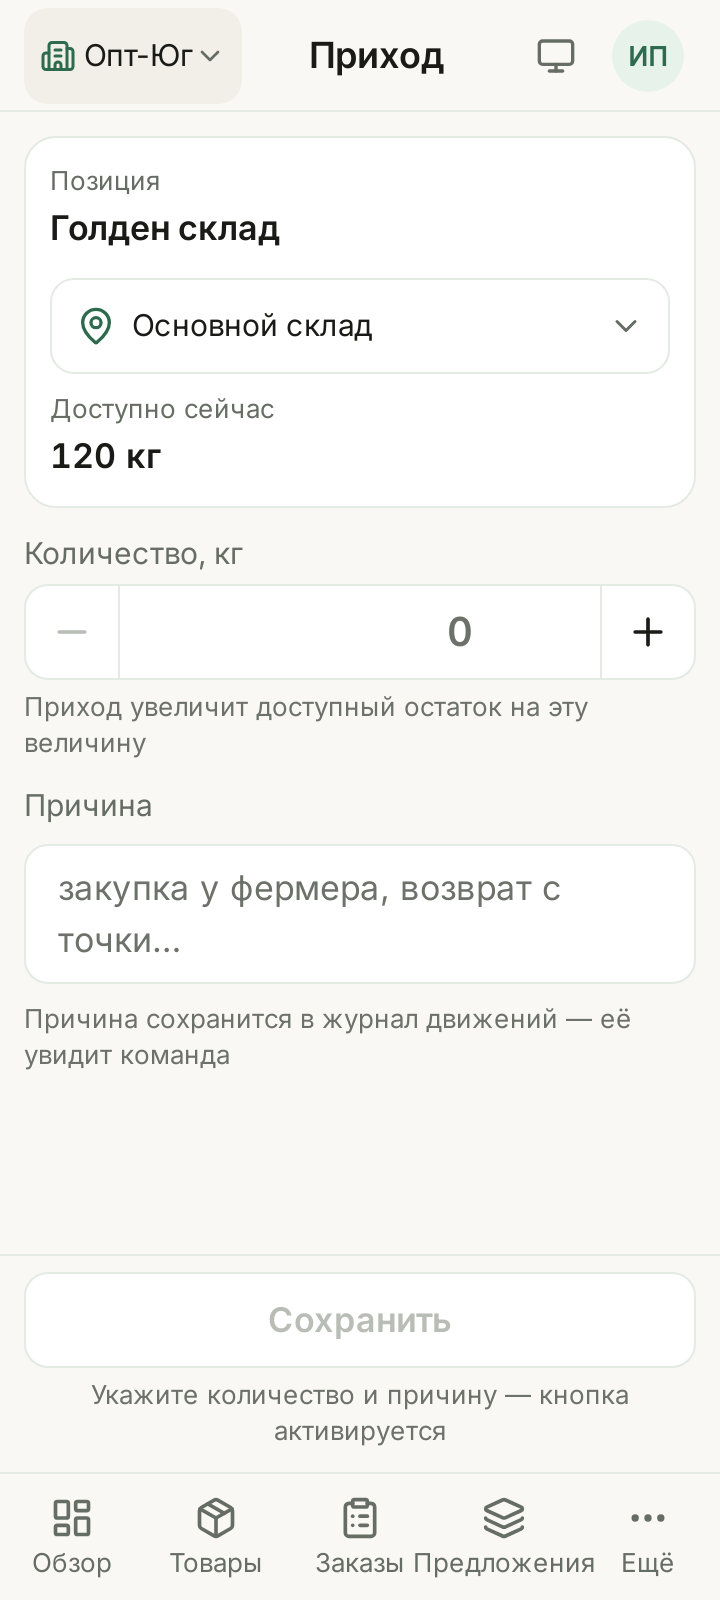 Опт-Юг
Приход
ИП
Позиция
Голден склад
Основной склад
Доступно сейчас
120 кг
Количество, кг
0
Приход увеличит доступный остаток на эту
величину
Причина
закупка у фермера, возврат с
точки...
Причина сохранится в журнал движений — её
увидит команда
Сохранить
Укажите количество и причину — кнопка
активируется
Обзор
Товары
Заказы
Предложения
Ещё